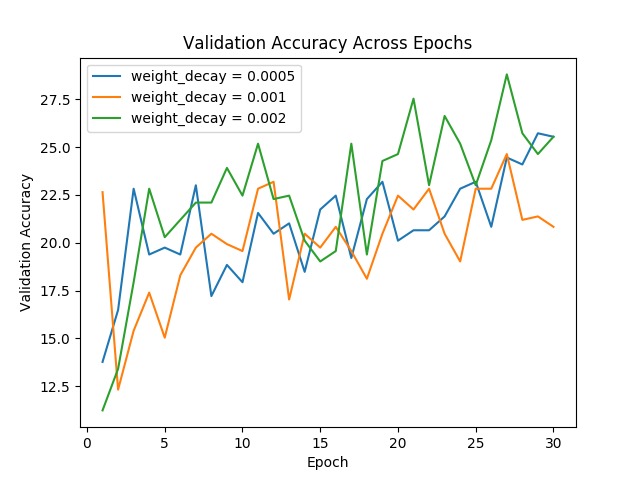 Validation Accuracy Across Epochs
weight_decay = 0.0005
weight_decay = 0.001
weight_decay = 0.002
Validation Accuracy
27.5
25.0
22.5
20.0
17.5
15.0
12.5
0 5 10 15 20 25 30
Epoch